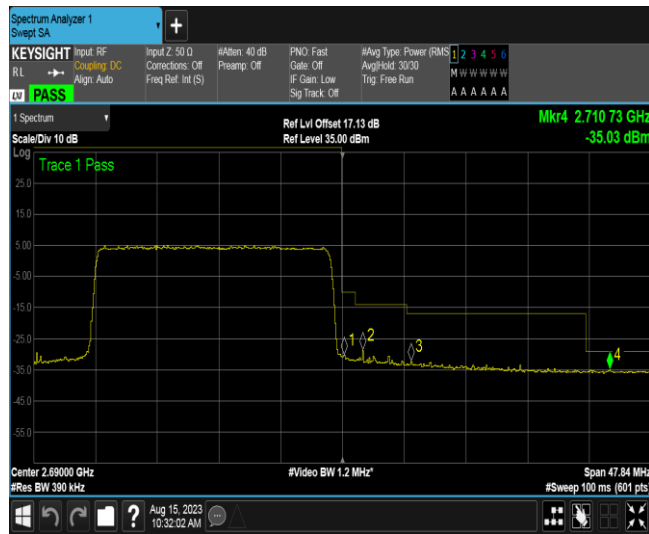 Spectrum Analyzer 1
Swept SA
+
KEYSIGHT
RL
LXI PASS
Input: RF
Coupling: DC
Align: Auto
Input Z: 50 Ω
Corrections: Off
Freq Ref: Int (S)
#Atten: 40 dB
Preamp: Off
PNO: Fast
Gate: Off
IF Gain: Low
Sig Track: Off
#Avg Type: Power (RMS
Avg|Hold: 30/30
Trig: Free Run
1 2 3 4 5 6
M W W W W W
A A A A A A
1 Spectrum
Scale/Div 10 dB
Ref Lvl Offset 17.13 dB
Ref Level 35.00 dBm
Mkr4 2.710 73 GHz
-35.03 dBm
Log
Trace 1 Pass
25.0
15.0
5.00
-5.00
-15.0
-25.0
-35.0
-45.0
-55.0
1
2
3
4
Center 2.69000 GHz
#Res BW 390 kHz
#Video BW 1.2 MHz*
Span 47.84 MHz
#Sweep 100 ms (601 pts)
?
Aug 15, 2023
10:32:02 AM